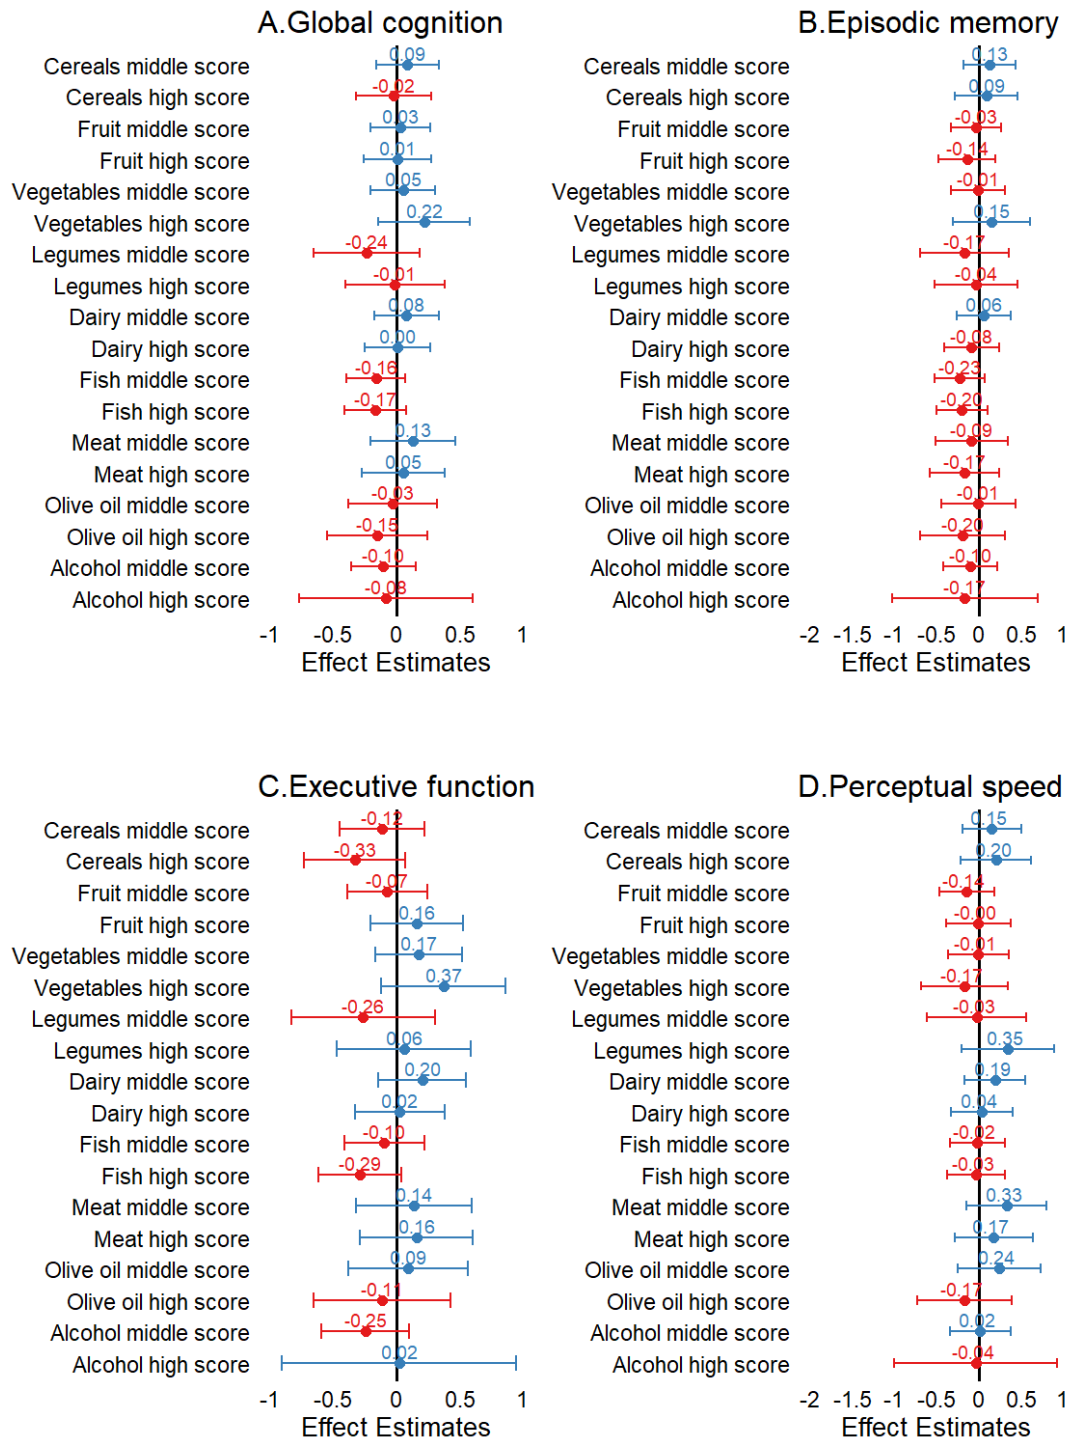 A.Global cognition
Cereals middle score 0.09
Cereals high score -0.02
Fruit middle score 0.03
Fruit high score 0.01
Vegetables middle score 0.05
Vegetables high score 0.22
Legumes middle score -0.24
Legumes high score -0.01
Dairy middle score 0.08
Dairy high score 0.00
Fish middle score -0.16
Fish high score -0.17
Meat middle score 0.13
Meat high score 0.05
Olive oil middle score -0.03
Olive oil high score -0.15
Alcohol middle score -0.10
Alcohol high score -0.08
-1 -0.5 0 0.5 1
Effect Estimates
B.Episodic memory
Cereals middle score 0.13
Cereals high score 0.09
Fruit middle score -0.03
Fruit high score -0.14
Vegetables middle score -0.01
Vegetables high score 0.15
Legumes middle score -0.17
Legumes high score -0.04
Dairy middle score 0.06
Dairy high score -0.08
Fish middle score -0.23
Fish high score -0.20
Meat middle score -0.09
Meat high score -0.17
Olive oil middle score -0.01
Olive oil high score -0.20
Alcohol middle score -0.10
Alcohol high score -0.17
-2 -1.5 -1 -0.5 0 0.5 1
Effect Estimates
C.Executive function
Cereals middle score -0.12
Cereals high score -0.33
Fruit middle score -0.07
Fruit high score 0.16
Vegetables middle score 0.17
Vegetables high score 0.37
Legumes middle score -0.26
Legumes high score 0.06
Dairy middle score 0.20
Dairy high score 0.02
Fish middle score -0.10
Fish high score -0.29
Meat middle score 0.14
Meat high score 0.16
Olive oil middle score 0.09
Olive oil high score -0.11
Alcohol middle score -0.25
Alcohol high score 0.02
-1 -0.5 0 0.5 1
Effect Estimates
D.Perceptual speed
Cereals middle score 0.15
Cereals high score 0.20
Fruit middle score -0.14
Fruit high score -0.00
Vegetables middle score -0.01
Vegetables high score -0.17
Legumes middle score -0.03
Legumes high score 0.35
Dairy middle score 0.19
Dairy high score 0.04
Fish middle score -0.02
Fish high score -0.03
Meat middle score 0.33
Meat high score 0.17
Olive oil middle score 0.24
Olive oil high score -0.17
Alcohol middle score 0.02
Alcohol high score -0.04
-2 -1.5 -1 -0.5 0 0.5 1
Effect Estimates